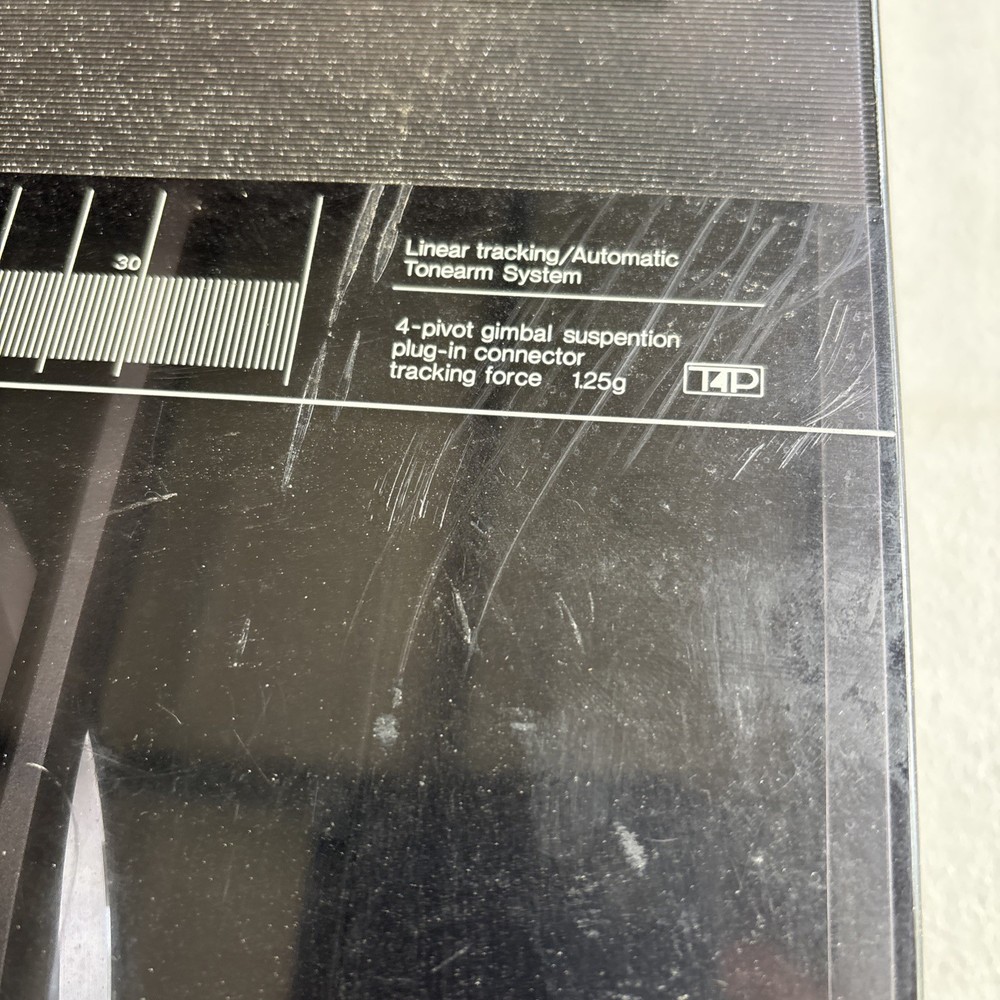 30
Linear tracking/Automatic
Tonearm System
4-pivot gimbal suspention
plug-in connector
tracking force 1.25g
T4P